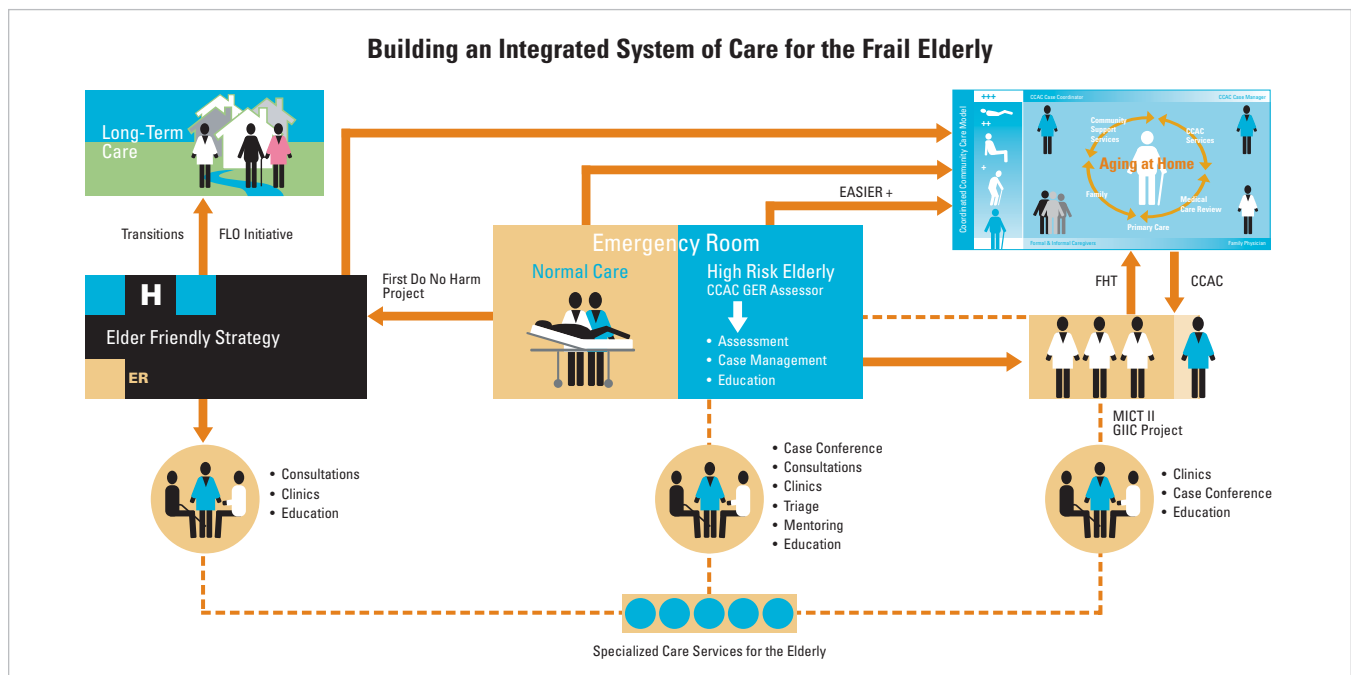 Building an Integrated System of Care for the Frail Elderly
Long-Term
Care
Transitions
FLO Initiative
H
Elder Friendly Strategy
ER
First Do No Harm
Project
Emergency Room
Normal Care
High Risk Elderly
CCAC GER Assessor
• Assessment
• Case Management
• Education
EASIER +
Coordinated Community Care Model
+++
++
+
CCAC Case Coordinator
CCAC Case Manager
Community
Support
Services
CCAC
Services
Aging at Home
Family
Medical
Care Review
Primary Care
Formal & Informal Caregivers
Family Physician
FHT
CCAC
MICT II
GIIC Project
• Consultations
• Clinics
• Education
• Case Conference
• Consultations
• Clinics
• Triage
• Mentoring
• Education
• Clinics
• Case Conference
• Education
Specialized Care Services for the Elderly